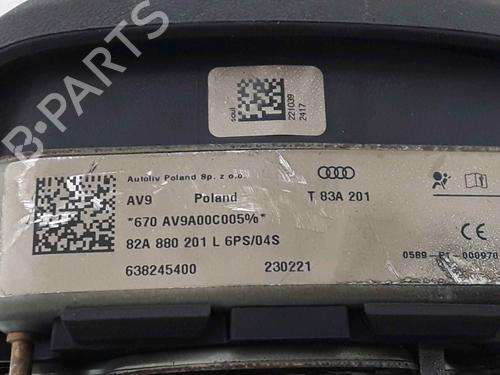 B-PARTS
soul
221039
2417
Autoliv Poland Sp. z o.o.
AV9 Poland T 83A 201
"670 AV9A00C005%"
82A 880 201 L 6PS/04S
CE
0589-P1-000978
638245400 230221